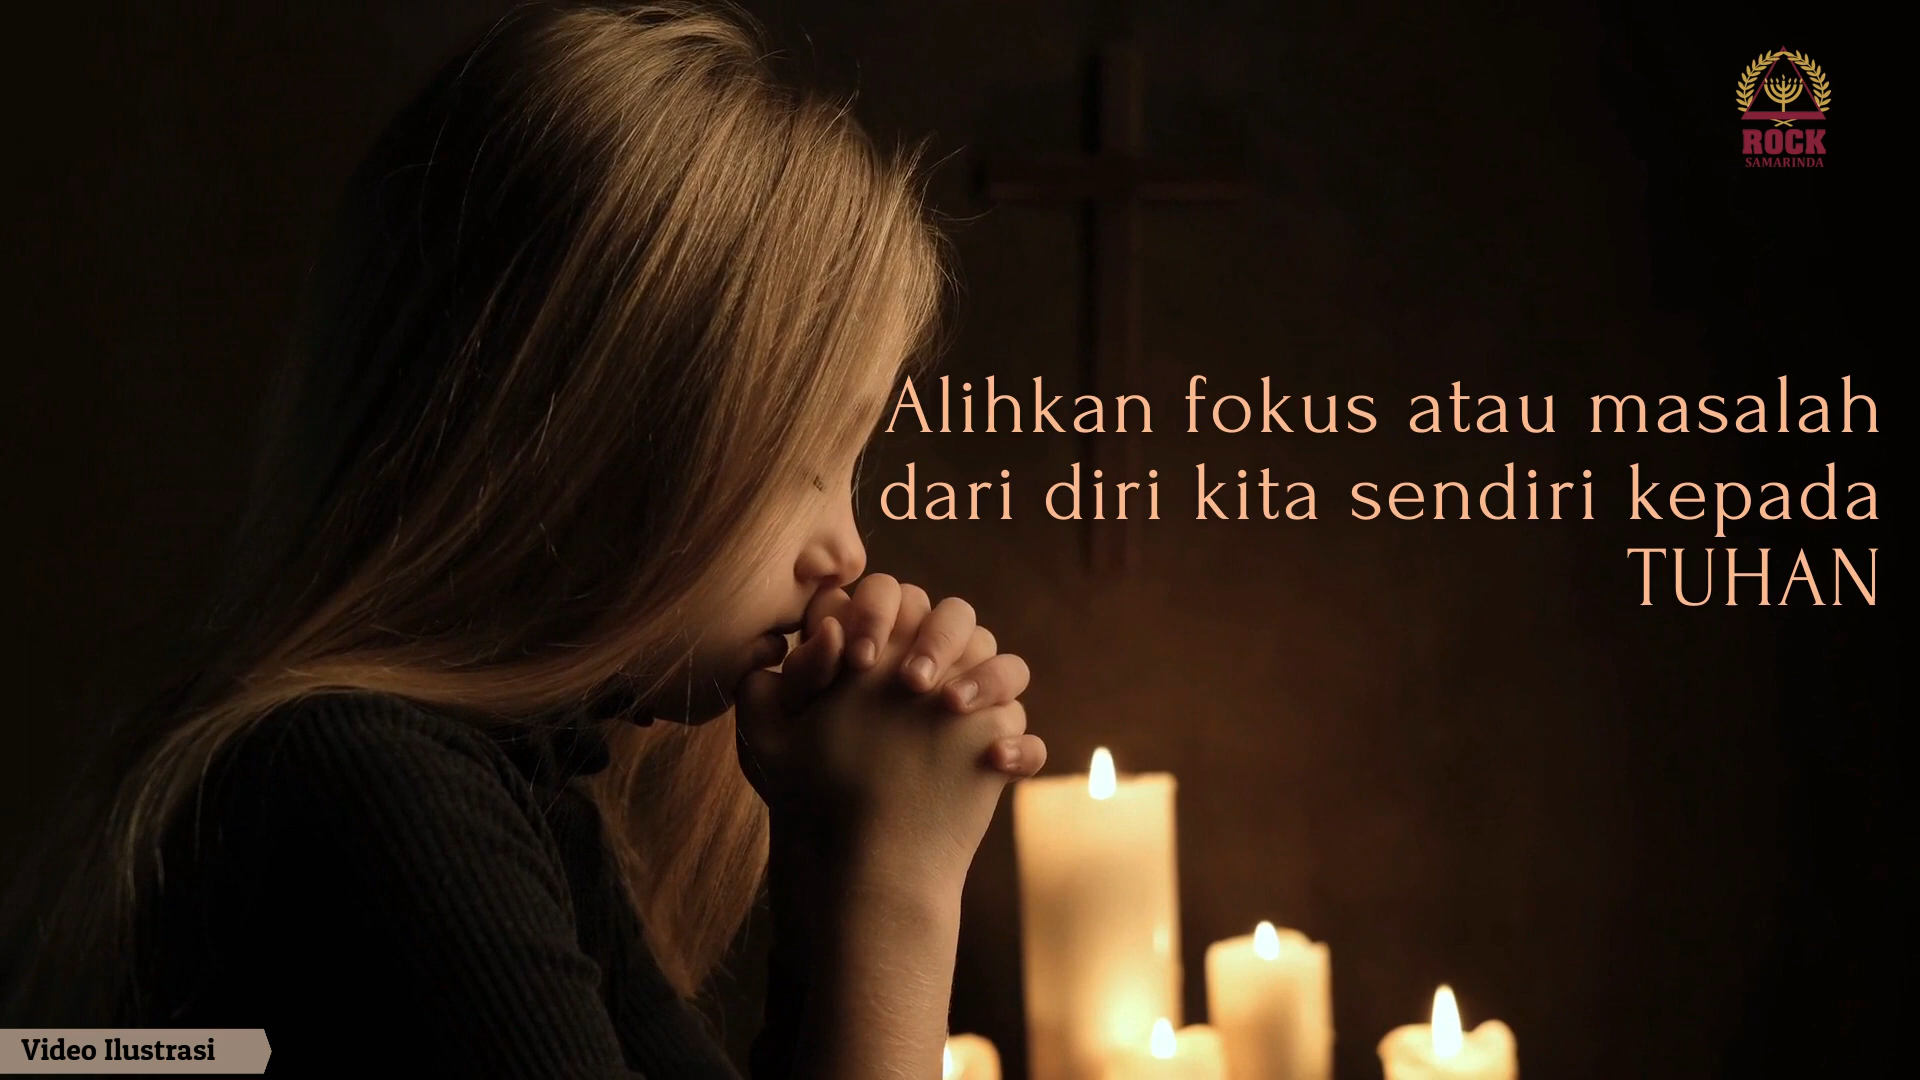 ROCK
SAMARINDA
Alihkan fokus atau masalah
dari diri kita sendiri kepada
TUHAN
Video Ilustrasi